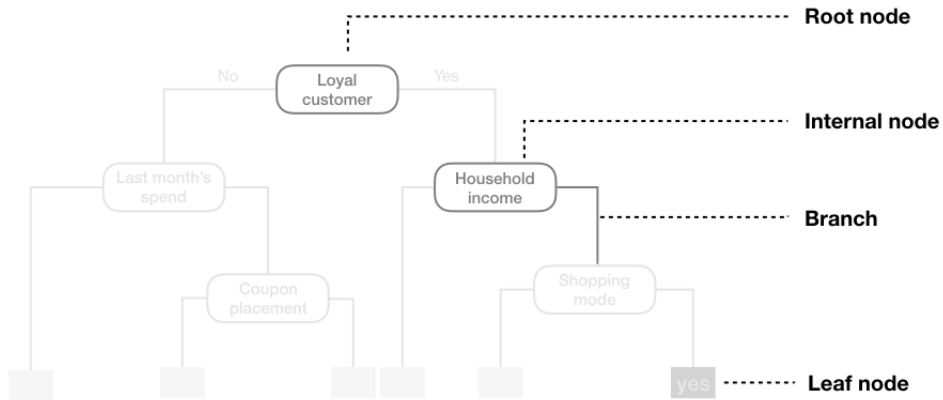 Root node
No
Loyal
customer
Yes
Internal node
Last month's
spend
Household
income
Branch
Coupon
placement
Shopping
mode
yes
Leaf node